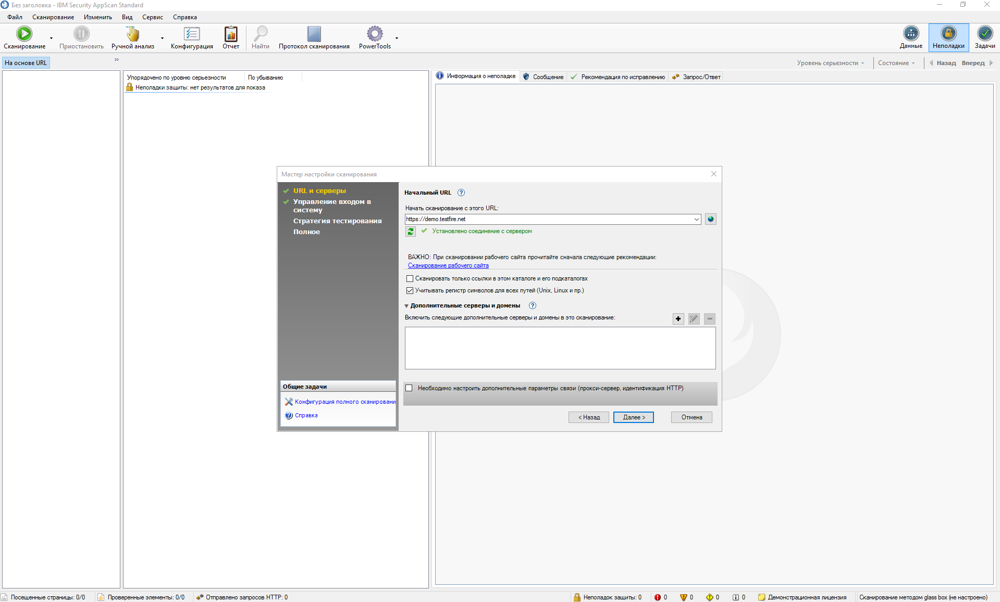 Без заголовка - IBM Security AppScan Standard
Файл Сканирование Изменить Вид Сервис Справка
Сканирование Приостановить Ручной анализ Конфигурация Отчет Найти Протокол сканирования PowerTools Данные Неполадки Задачи
На основе URL »
Уровень серьезности Состояние Назад Вперед
Упорядочено по уровню серьезности По убыванию
Неполадки защиты: нет результатов для показа
Информация о неполадке Сообщение Рекомендация по исправлению Запрос/Ответ
Мастер настройки сканирования
URL и серверы
Управление входом в
систему
Стратегия тестирования
Полное
Общие задачи
Конфигурация полного сканировани
Справка
Начальный URL ?
Начать сканирование с этого URL:
https://demo.testfire.net
Установлено соединение с сервером
ВАЖНО: При сканировании рабочего сайта прочитайте сначала следующие рекомендации:
Сканирование рабочего сайта
Сканировать только ссылки в этом каталоге и его подкаталогах
Учитывать регистр символов для всех путей (Unix, Linux и пр.)
Дополнительные серверы и домены ?
Включить следующие дополнительные серверы и домены в это сканирование:
Необходимо настроить дополнительные параметры связи (прокси-сервер, идентификация HTTP)
< Назад Далее > Отмена
Посещенные страницы: 0/0 Проверенные элементы: 0/0 Отправлено запросов HTTP: 0 Неполадок защиты: 0 0 0 0 0 Демонстрационная лицензия Сканирование методом glass box (не настроено)